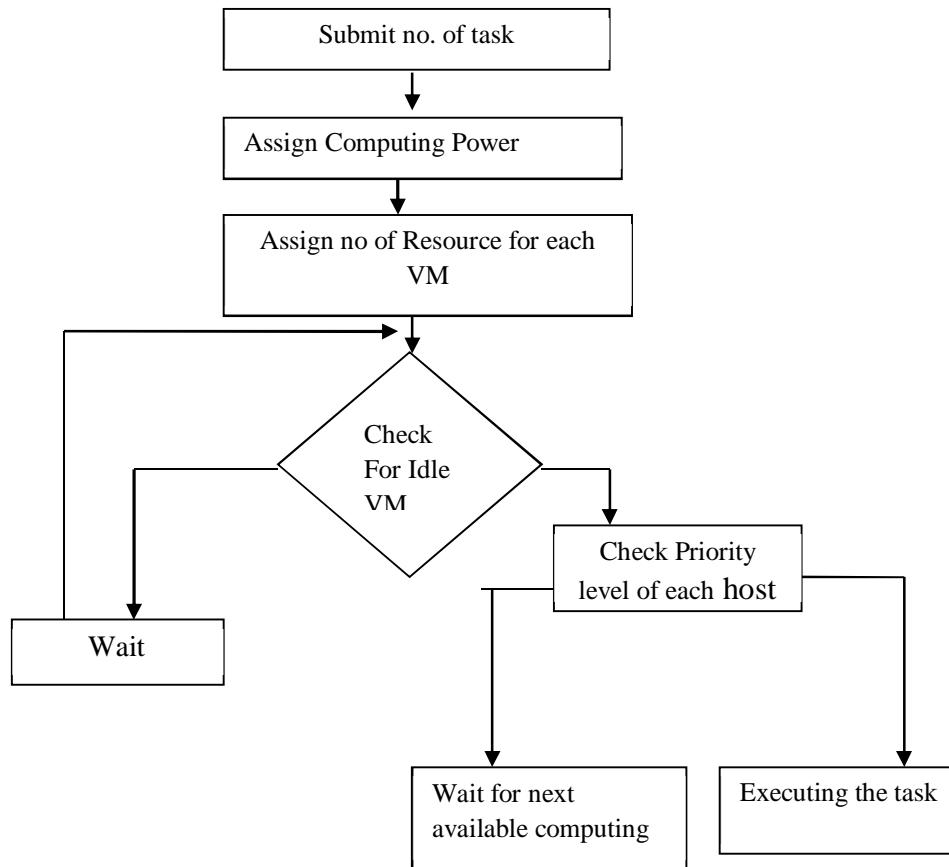 Submit no. of task
Assign Computing Power
Assign no of Resource for each
VM
Check
For Idle
VM
Check Priority
level of each host
Wait
Wait for next
available computing
Executing the task